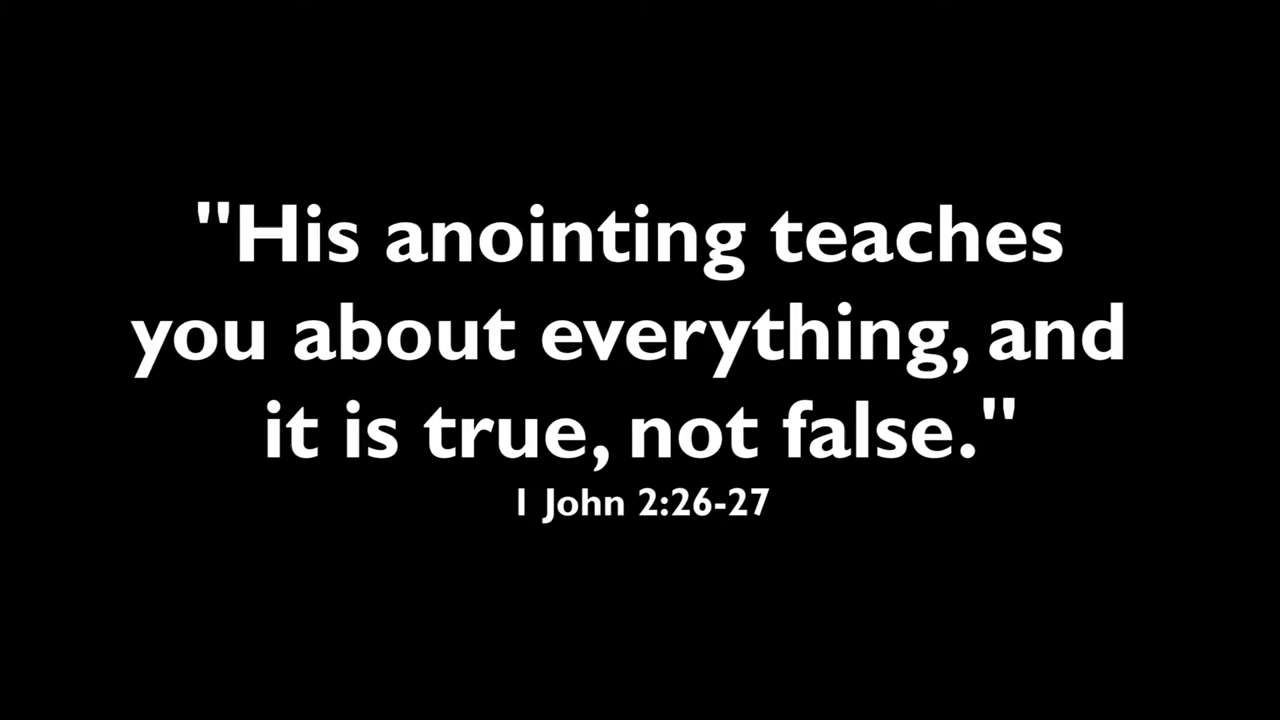 "His anointing teaches
you about everything, and
it is true, not false."
1 John 2:26-27